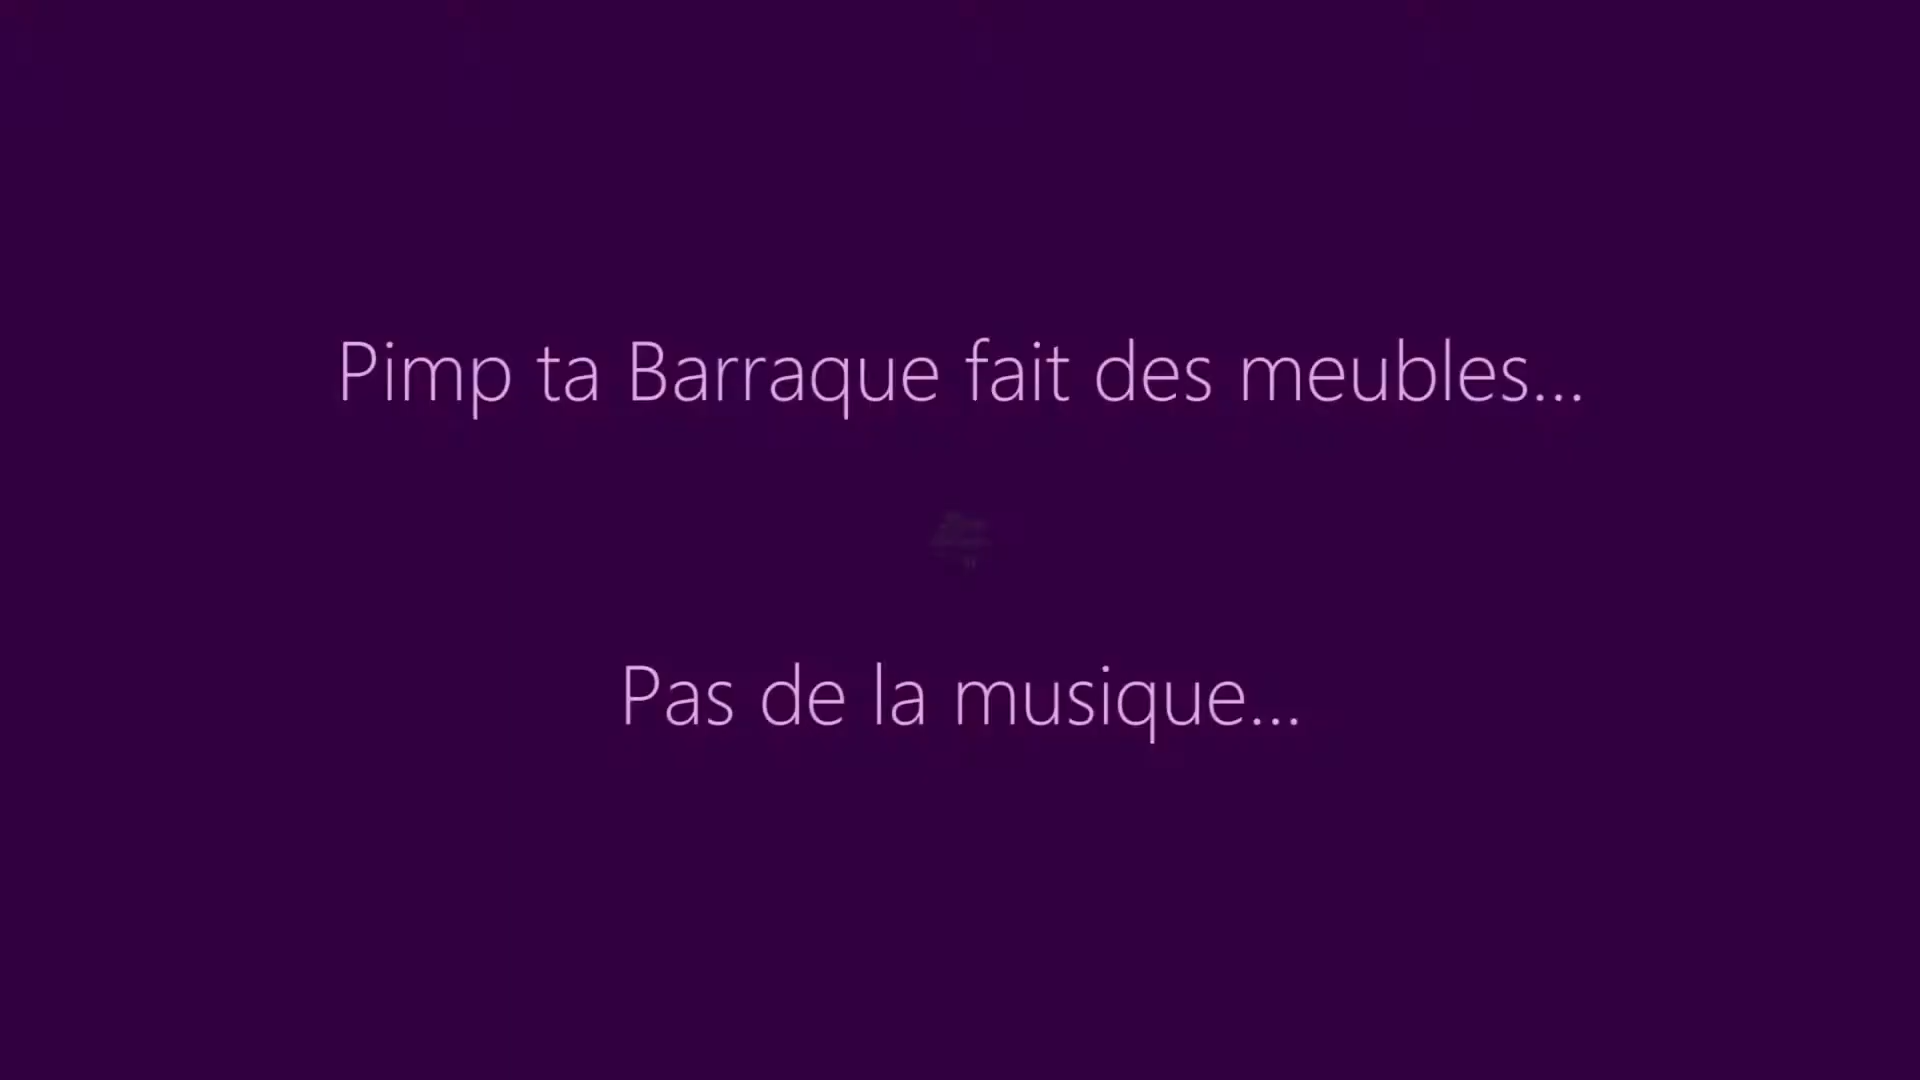 Pimp ta Barraque fait des meubles...
Pas de la musique...